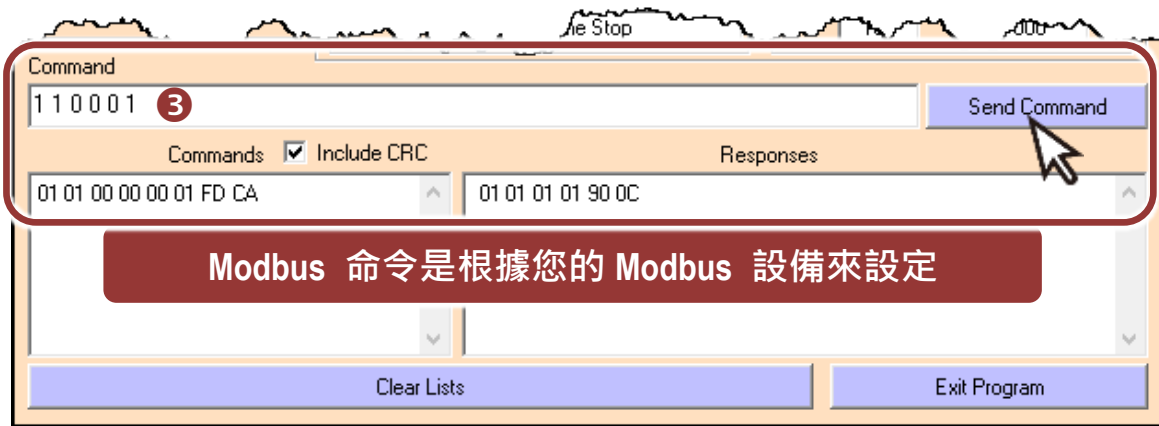 ie Stop
Command
1 1 0 0 0 1 ❸
Send Command
Commands Include CRC
Responses
01 01 00 00 00 01 FD CA
01 01 01 01 90 0C
Modbus 命令是根據您的 Modbus 設備來設定
Clear Lists
Exit Program